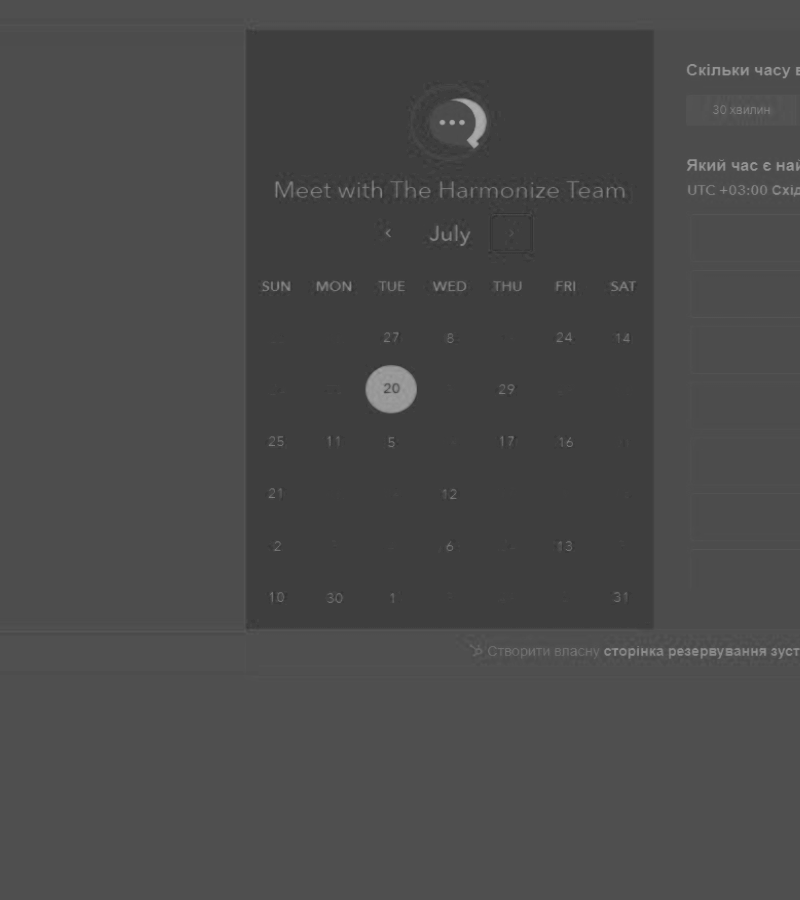 Скільки часу в
30 хвилин
Meet with The Harmonize Team
Який час є най
UTC +03:00 Схід
July
SUN MON TUE WED THU FRI SAT
27 8 24 14
20 29
25 11 5 17 16
21 12
2 6 13
10 30 1 31
Створити власну сторінка резервування зуст